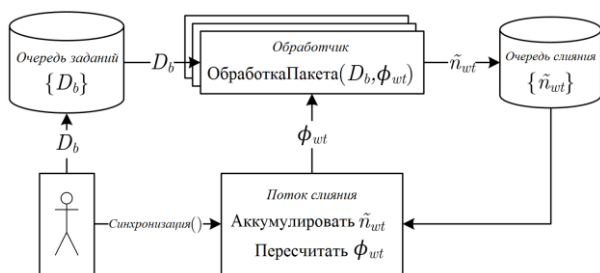 Очередь заданий
{D_b}
D_b
Обработчик
ОбработкаПакета(D_b,ϕ_wt)
ñ_wt
Очередь слияния
{ñ_wt}
D_b
ϕ_wt
Синхронизация()
Поток слияния
Аккумулировать ñ_wt
Пересчитать ϕ_wt